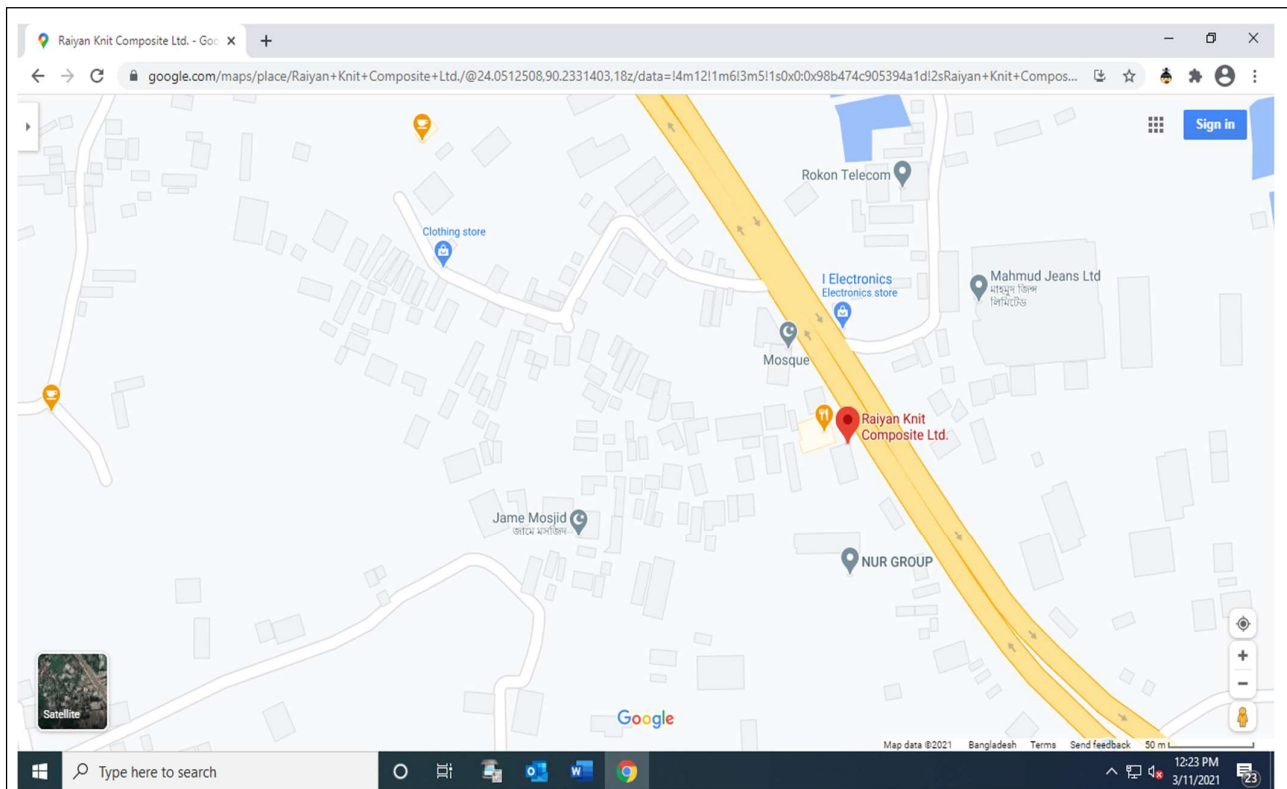 Raiyan Knit Composite Ltd. - Goo
google.com/maps/place/Raiyan+Knit+Composite+Ltd./@24.0512508,90.2331403,18z/data=!4m12!1m6!3m5!1s0x0:0x98b474c905394a1d!2sRaiyan+Knit+Compos...
Sign in
Rokon Telecom
Clothing store
I Electronics
Electronics store
Mahmud Jeans Ltd
মাহমুদ জিন্স
লিমিটেড
Mosque
Raiyan Knit
Composite Ltd.
Jame Mosjid
জামে মসজিদ
NUR GROUP
Satellite
Google
Map data ©2021 Bangladesh Terms Send feedback 50 m
Type here to search
12:23 PM
3/11/2021
23